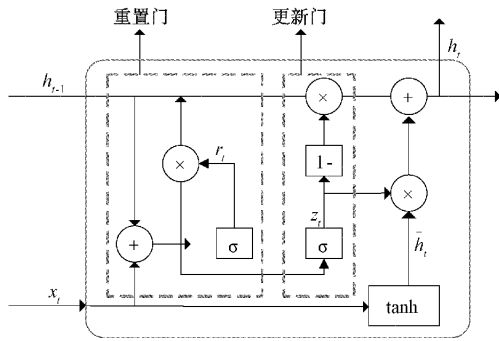 重置门
更新门
h_t
h_{t-1}
×
+
r_t
1-
×
×
z_t
+
σ
σ
h̄_t
x_t
tanh